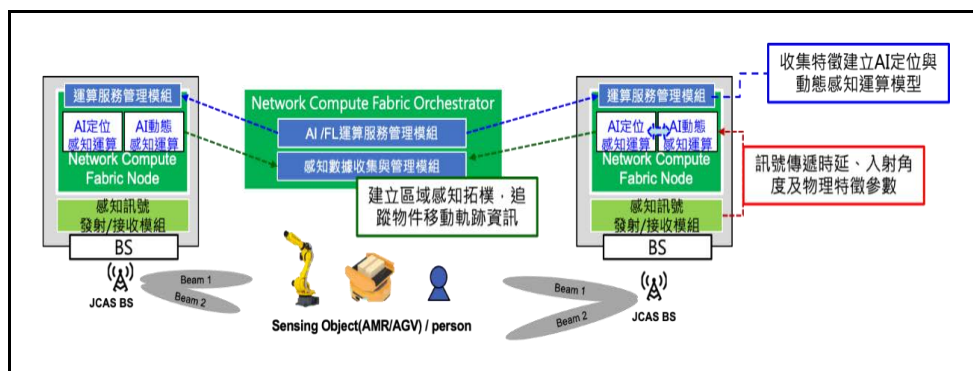 運算服務管理模組
AI定位
感知運算
AI動態
感知運算
Network Compute
Fabric Node
感知訊號
發射/接收模組
BS
JCAS BS
Beam 1
Beam 2
Network Compute Fabric Orchestrator
AI /FL運算服務管理模組
感知數據收集與管理模組
建立區域感知拓樸，追
蹤物件移動軌跡資訊
Sensing Object(AMR/AGV) / person
運算服務管理模組
AI定位
感知運算
AI動態
感知運算
Network Compute
Fabric Node
感知訊號
發射/接收模組
BS
JCAS BS
Beam 1
Beam 2
收集特徵建立AI定位與
動態感知運算模型
訊號傳遞時延、入射角
度及物理特徵參數